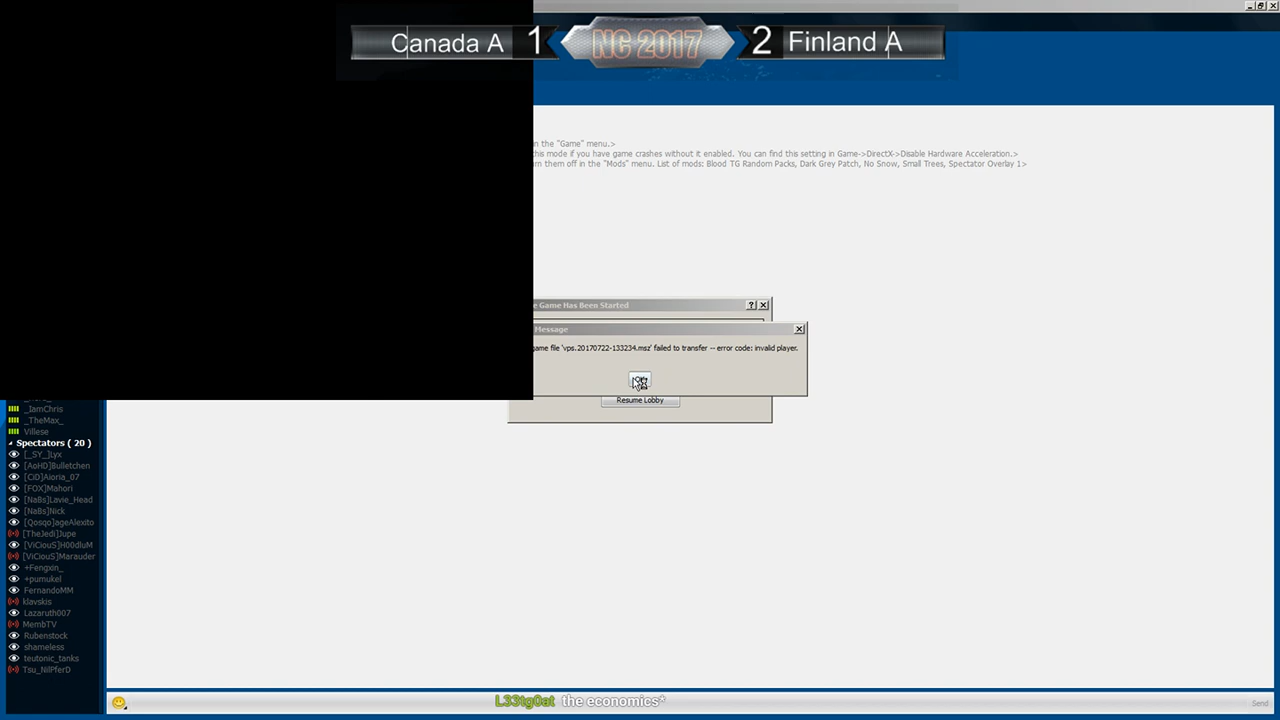 Canada A 1 NC 2017 2 Finland A
in the "Game" menu.>
this mode if you have game crashes without it enabled. You can find this setting in Game->DirectX->Disable Hardware Acceleration.>
rn them off in the "Mods" menu. List of mods: Blood TG Random Packs, Dark Grey Patch, No Snow, Small Trees, Spectator Overlay 1>
e Game Has Been Started
Message
game file 'vps.20170722-133234.msz' failed to transfer -- error code: invalid player.
OK
Resume Lobby
_IamChris
_TheMax_
Villese
Spectators ( 20 )
[_SY_]Lyx
[AoHD]Bulletchen
[CiD]Aioria_07
[FOX]Mahori
[NaBs]Lavie_Head
[NaBs]Nick
[Qosqo]ageAlexito
[TheJedi]Jupe
[ViCiouS]H00dluM
[ViCiouS]Marauder
+Fengxin_
+pumukel
FernandoMM
klavskis
Lazaruth007
MembTV
Rubenstock
shameless
teutonic_tanks
Tsu_NilPferD
L33tg0at the economics*
Send